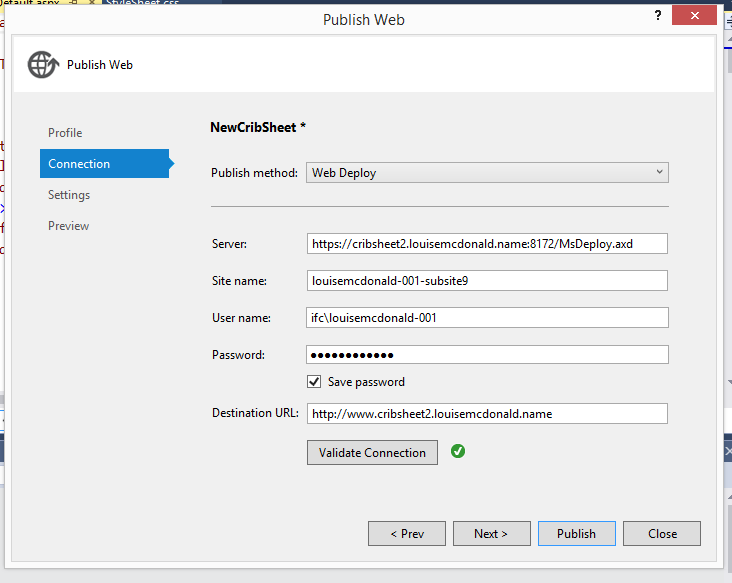 Default.aspx
StyleSheet.css
Publish Web
?
Publish Web
Profile
Connection
Settings
Preview
NewCribSheet *
Publish method: Web Deploy
Server: https://cribsheet2.louisemcdonald.name:8172/MsDeploy.axd
Site name: louisemcdonald-001-subsite9
User name: ifc\louisemcdonald-001
Password: ●●●●●●●●●●●●
Save password
Destination URL: http://www.cribsheet2.louisemcdonald.name
Validate Connection
< Prev
Next >
Publish
Close